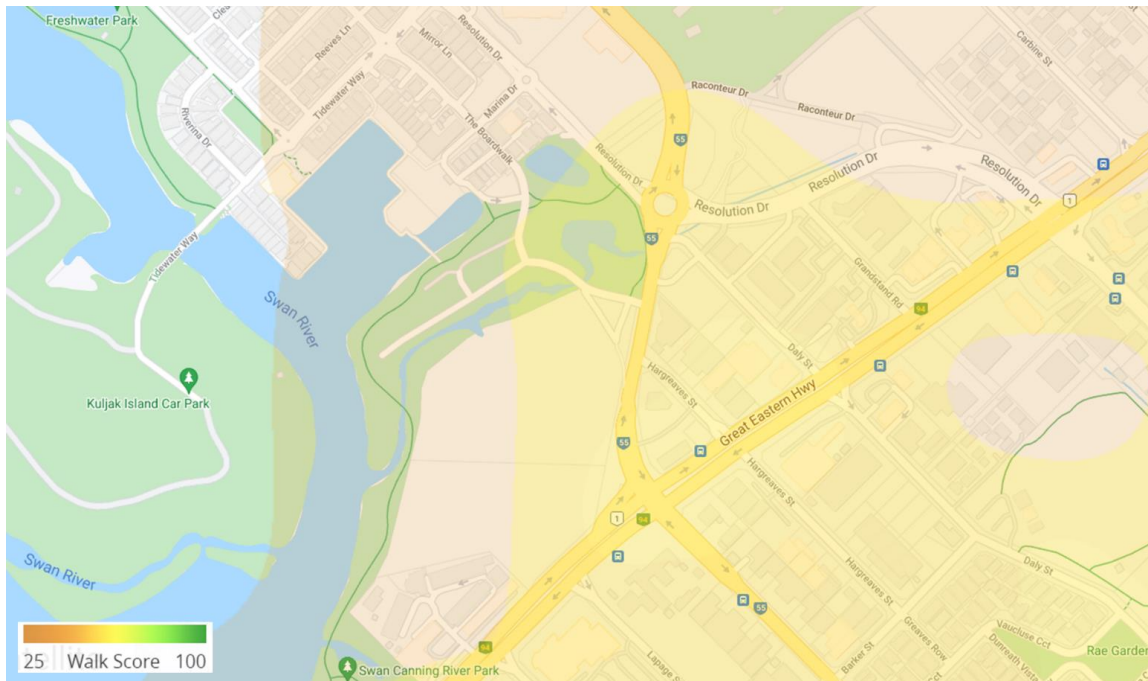 Freshwater Park
Cle
Reeves Ln
Mirror Ln
Resolution Dr
Carbine St
Tidewater Way
Marina Dr
Raconteur Dr
Riverina Dr
The Boardwalk
55
Raconteur Dr
Resolution Dr
Resolution Dr
Resolution Dr
Resolution Dr
1
Tidewater Way
55
Swan River
Grandstand Rd
94
Daly St
Kuljak Island Car Park
Hargreaves St
Great Eastern Hwy
55
Hargreaves St
1
94
Swan River
Daly St
Hargreaves St
55
Greaves Row
Vaucluse Cct
25 Walk Score 100
94
Barker St
Dunreath Vista
Rae Garden
Lapage St
Cct
Swan Canning River Park